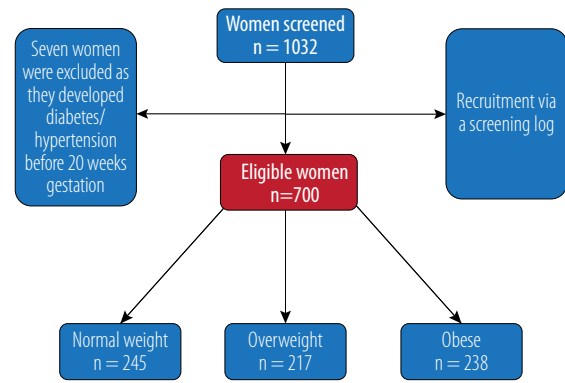 Women screened
n = 1032
Seven women
were excluded as
they developed
diabetes/
hypertension
before 20 weeks
gestation
Recruitment via
a screening log
Eligible women
n=700
Normal weight
n = 245
Overweight
n = 217
Obese
n = 238